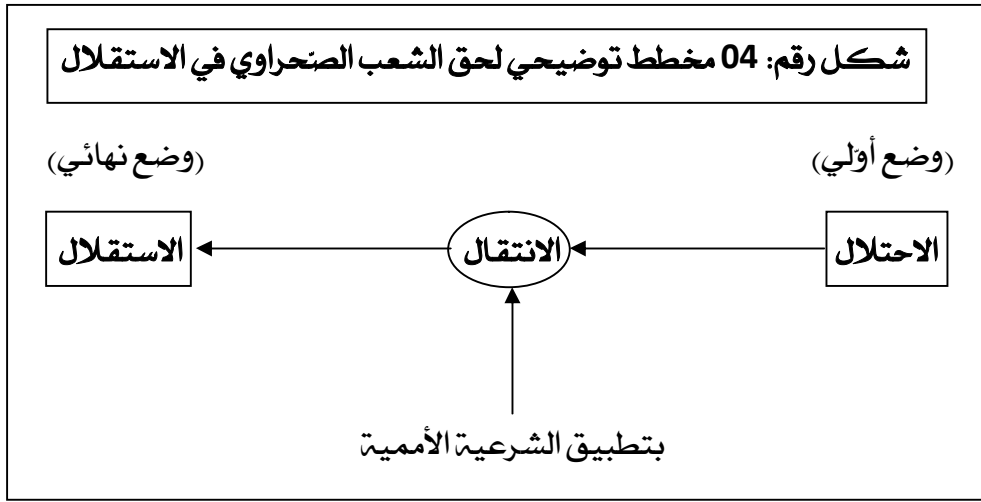 شكل رقم: 04 مخطط توضيحي لحق الشعب الصّحراوي في الاستقلال
(وضع أوّلي) (وضع نهائي)
الاحتلال الانتقال الاستقلال
بتطبيق الشرعية الأممية